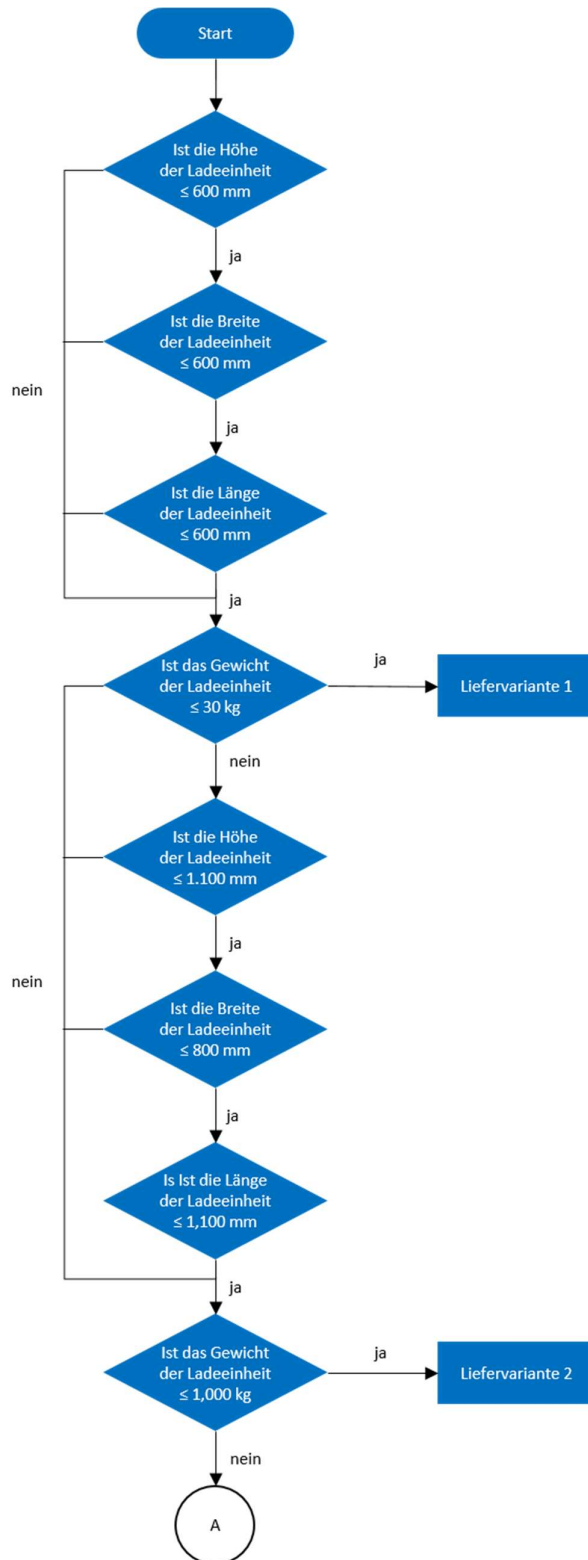 Start
Ist die Höhe
der Ladeeinheit
≤ 600 mm
ja
Ist die Breite
der Ladeeinheit
≤ 600 mm
nein
ja
Ist die Länge
der Ladeeinheit
≤ 600 mm
ja
Ist das Gewicht
der Ladeeinheit
≤ 30 kg
ja
Liefervariante 1
nein
Ist die Höhe
der Ladeeinheit
≤ 1.100 mm
ja
nein
Ist die Breite
der Ladeeinheit
≤ 800 mm
ja
Is Ist die Länge
der Ladeeinheit
≤ 1,100 mm
ja
Ist das Gewicht
der Ladeeinheit
≤ 1,000 kg
ja
Liefervariante 2
nein
A